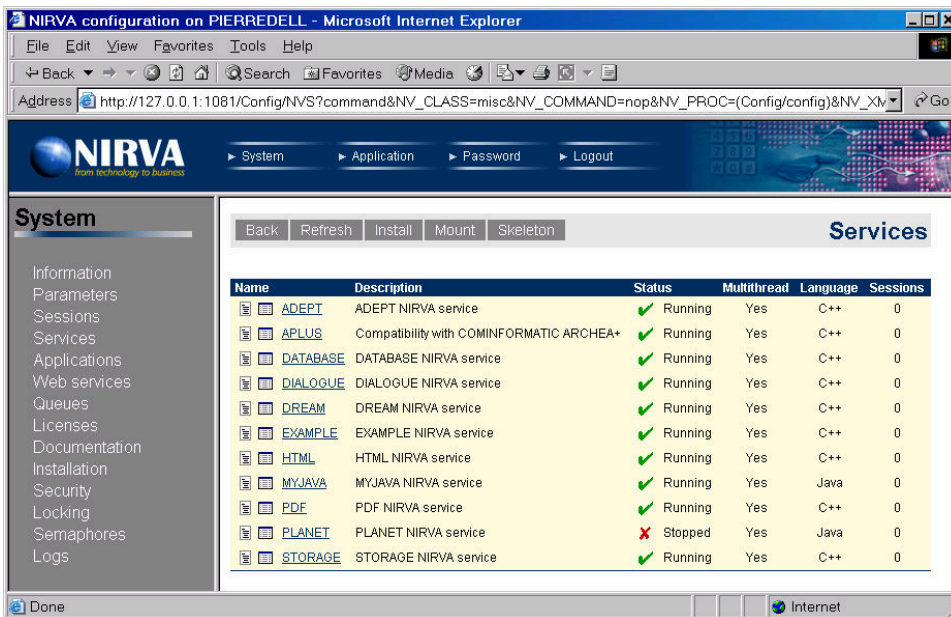 NIRVA configuration on PIERREDELL - Microsoft Internet Explorer
File Edit View Favorites Tools Help
Back Search Favorites Media
Address http://127.0.0.1:1081/Config/NVS?command&NV_CLASS=misc&NV_COMMAND=nop&NV_PROC=(Config/config)&NV_XM Go
NIRVA
from technology to business
System Application Password Logout
System
Information
Parameters
Sessions
Services
Applications
Web services
Queues
Licenses
Documentation
Installation
Security
Locking
Semaphores
Logs
Back Refresh Install Mount Skeleton Services
Name Description Status Multithread Language Sessions
ADEPT ADEPT NIRVA service Running Yes C++ 0
APLUS Compatibility with COMINFORMATIC ARCHEA+ Running Yes C++ 0
DATABASE DATABASE NIRVA service Running Yes C++ 0
DIALOGUE DIALOGUE NIRVA service Running Yes C++ 0
DREAM DREAM NIRVA service Running Yes C++ 0
EXAMPLE EXAMPLE NIRVA service Running Yes C++ 0
HTML HTML NIRVA service Running Yes C++ 0
MYJAVA MYJAVA NIRVA service Running Yes Java 0
PDF PDF NIRVA service Running Yes C++ 0
PLANET PLANET NIRVA service Stopped Yes Java 0
STORAGE STORAGE NIRVA service Running Yes C++ 0
Done Internet